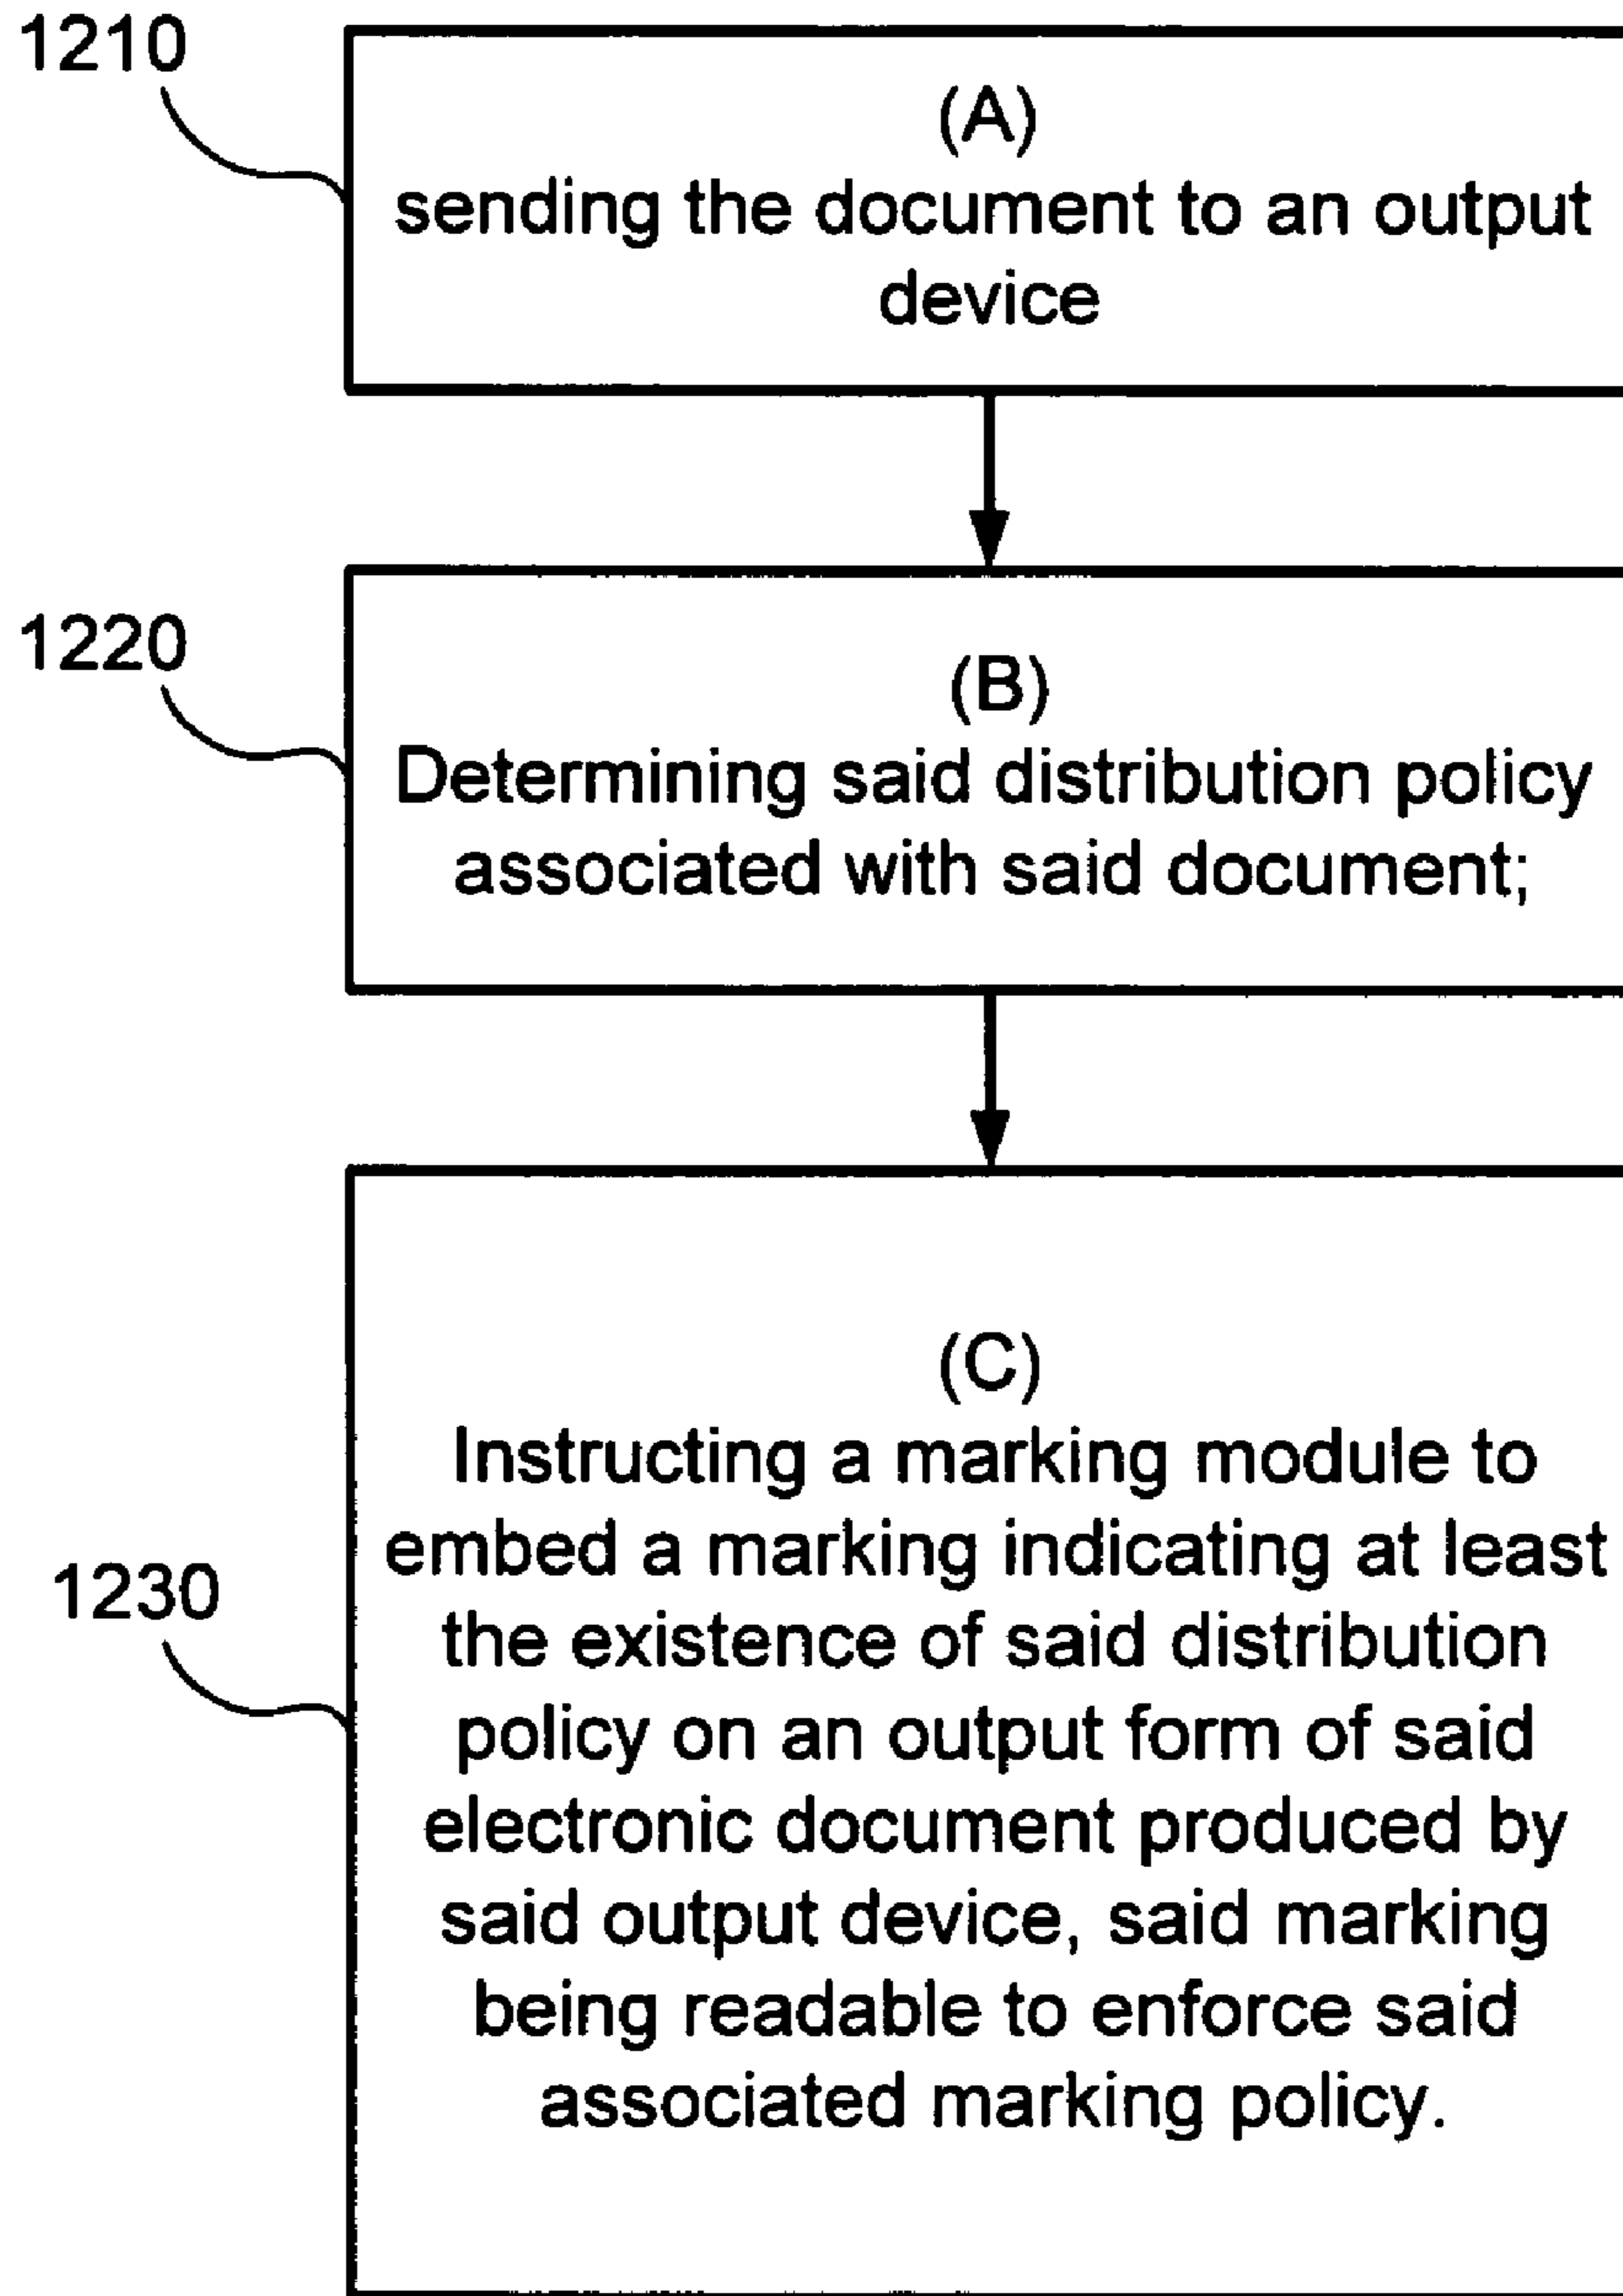 1210
(A)
sending the document to an output
device
1220
(B)
Determining said distribution policy
associated with said document;
1230
(C)
Instructing a marking module to
embed a marking indicating at least
the existence of said distribution
policy on an output form of said
electronic document produced by
said output device, said marking
being readable to enforce said
associated marking policy.